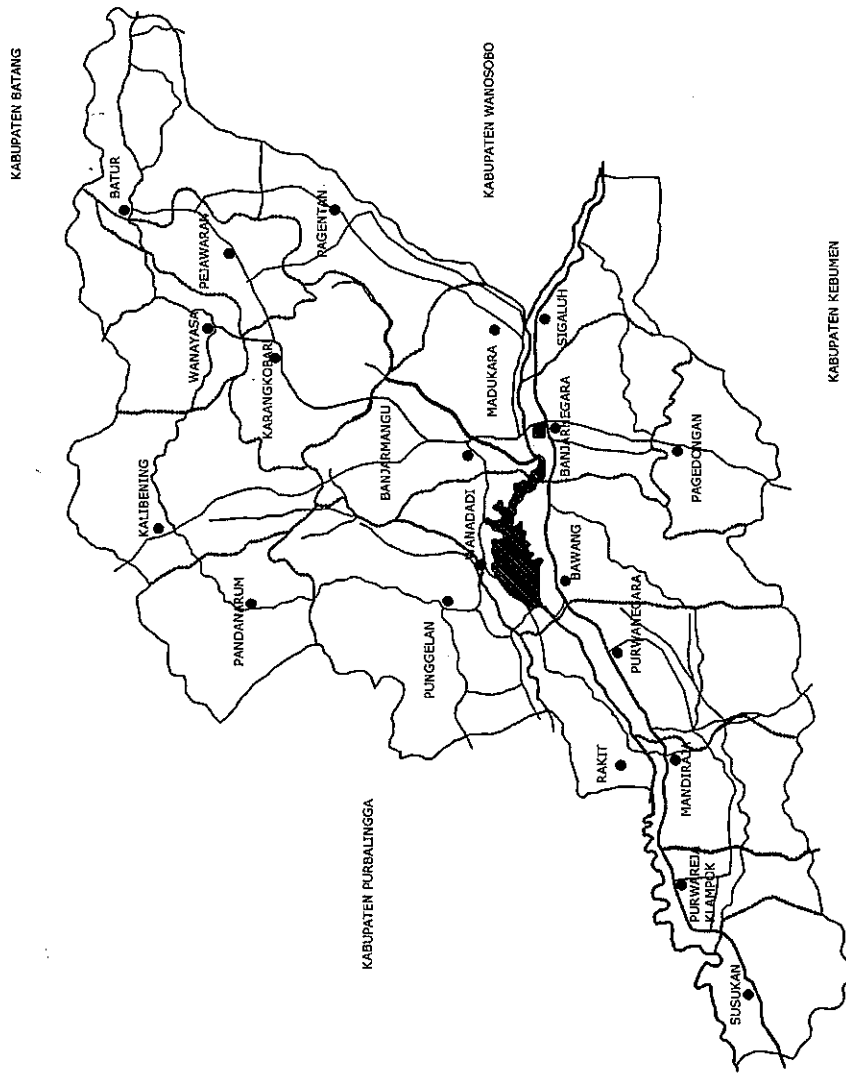 KABUPATEN BATANG
KABUPATEN WANOSOBO
KABUPATEN KEBUMEN
KABUPATEN PURBALINGGA
BATUR
PEJAWARAN
PAGENTAN
WANAYASA
KARANGKOBAR
KALIBENING
PANDANARUM
BANJARMANGU
MADUKARA
SIGALUH
BANJARNEGARA
PAGEDONGAN
WANADADI
PUNGGELAN
BAWANG
PURWANEGARA
RAKIT
MANDIRAJA
PURWAREJA
KLAMPOK
SUSUKAN